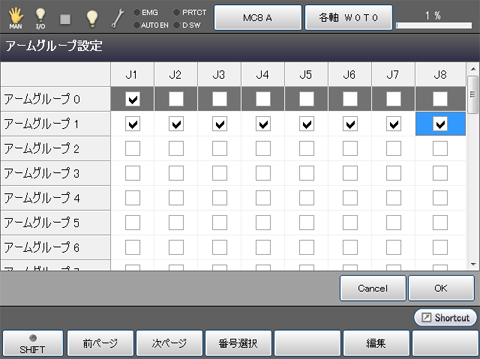 MAN I/O EMG PRTCT AUTO EN D SW MC8 A 各軸 W0T0 1 %
アームグループ設定
J1 J2 J3 J4 J5 J6 J7 J8
アームグループ 0
アームグループ 1
アームグループ 2
アームグループ 3
アームグループ 4
アームグループ 5
アームグループ 6
Cancel OK
Shortcut
SHIFT 前ページ 次ページ 番号選択 編集